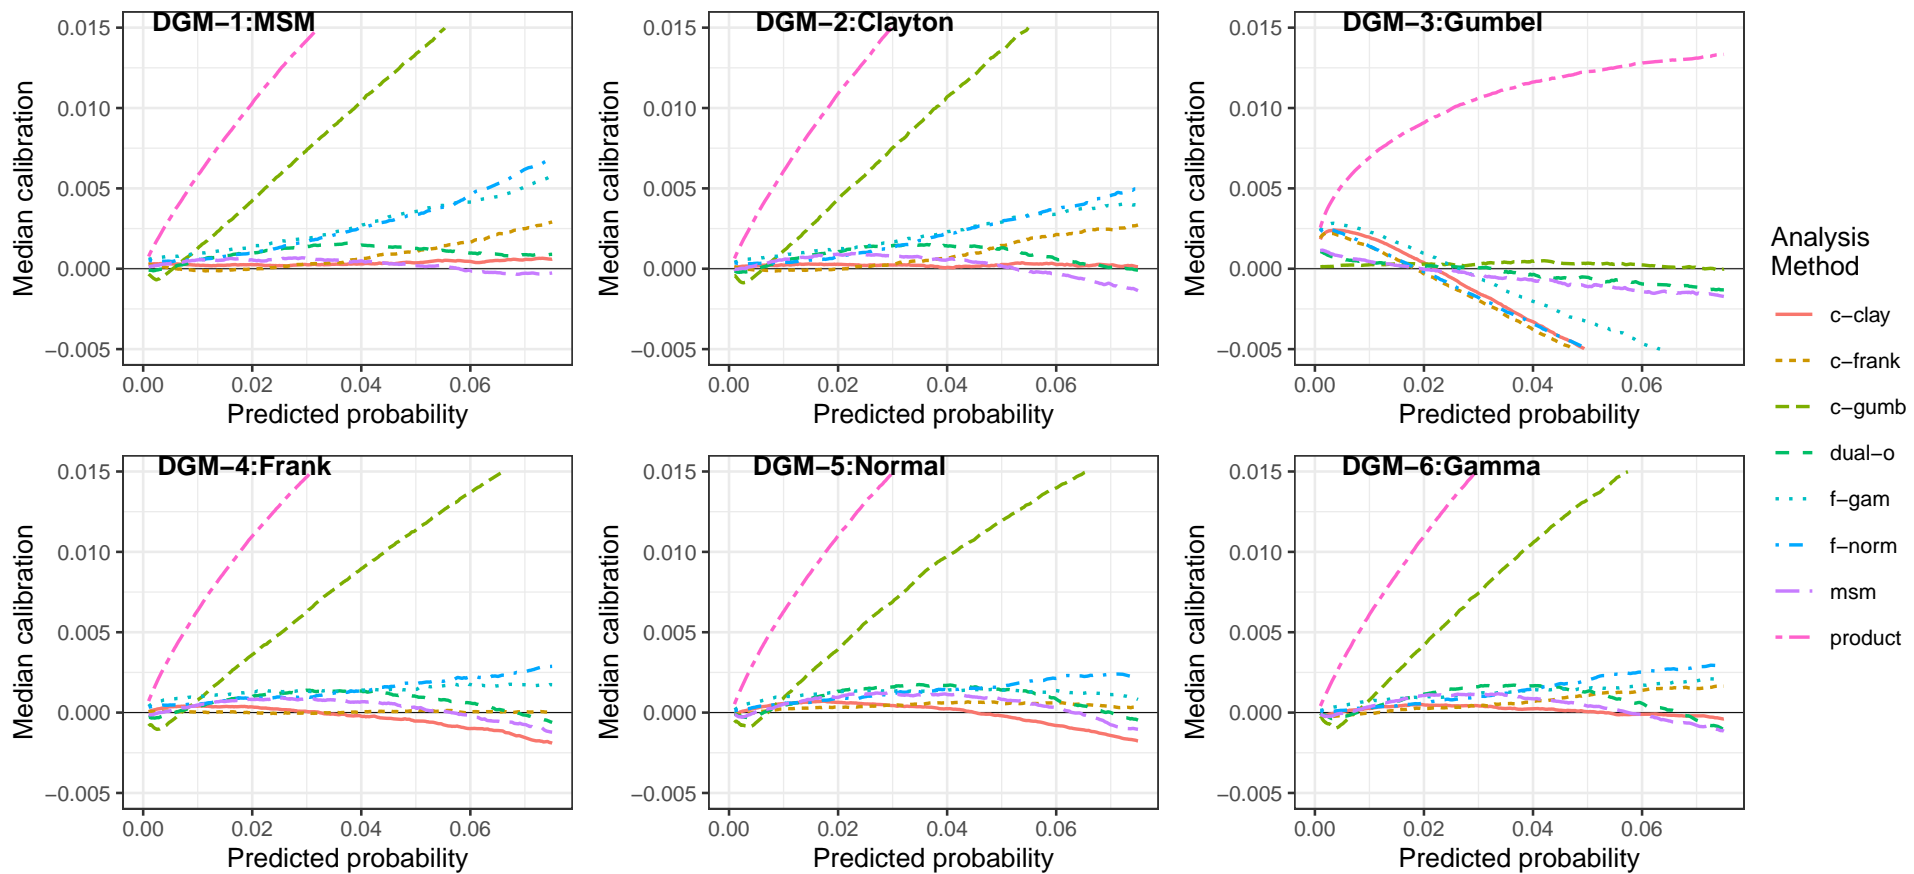 DGM−1:MSM
0.015
0.010
0.005
0.000
−0.005
Median calibration
0.00 0.02 0.04 0.06
Predicted probability
DGM−2:Clayton
0.015
0.010
0.005
0.000
−0.005
Median calibration
0.00 0.02 0.04 0.06
Predicted probability
DGM−3:Gumbel
0.015
0.010
0.005
0.000
−0.005
Median calibration
0.00 0.02 0.04 0.06
Predicted probability
DGM−4:Frank
0.015
0.010
0.005
0.000
−0.005
Median calibration
0.00 0.02 0.04 0.06
Predicted probability
DGM−5:Normal
0.015
0.010
0.005
0.000
−0.005
Median calibration
0.00 0.02 0.04 0.06
Predicted probability
DGM−6:Gamma
0.015
0.010
0.005
0.000
−0.005
Median calibration
0.00 0.02 0.04 0.06
Predicted probability
Analysis
Method
c−clay
c−frank
c−gumb
dual−o
f−gam
f−norm
msm
product